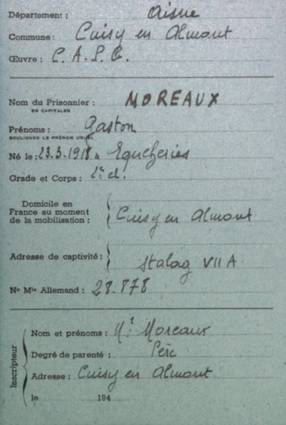 Département: Aisne
Commune: Cuisy en Almont
Œuvre: C. A. P. G.
Nom du Prisonnier: MOREAUX
EN CAPITALES
Prénoms: Gaston
SOULIGNER LE PRÉNOM USUEL
Né le: 23.3.1918 à Equcheries
Grade et Corps: 2e cl.
Domicile en
France au moment
de la mobilisation: Cuisy en Almont
Adresse de captivité: Stalag VII A
No Mle Allemand: 28.878
Inscripteur
Nom et prénoms: Mr Moreaux
Degré de parenté: Père
Adresse: Cuisy en Almont
le 194